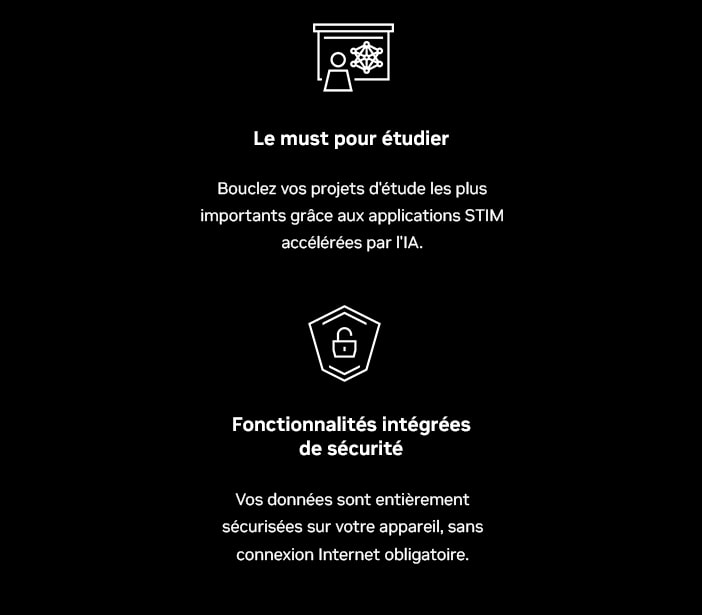 Le must pour étudier
Bouclez vos projets d'étude les plus
importants grâce aux applications STIM
accélérées par l'IA.
Fonctionnalités intégrées
de sécurité
Vos données sont entièrement
sécurisées sur votre appareil, sans
connexion Internet obligatoire.